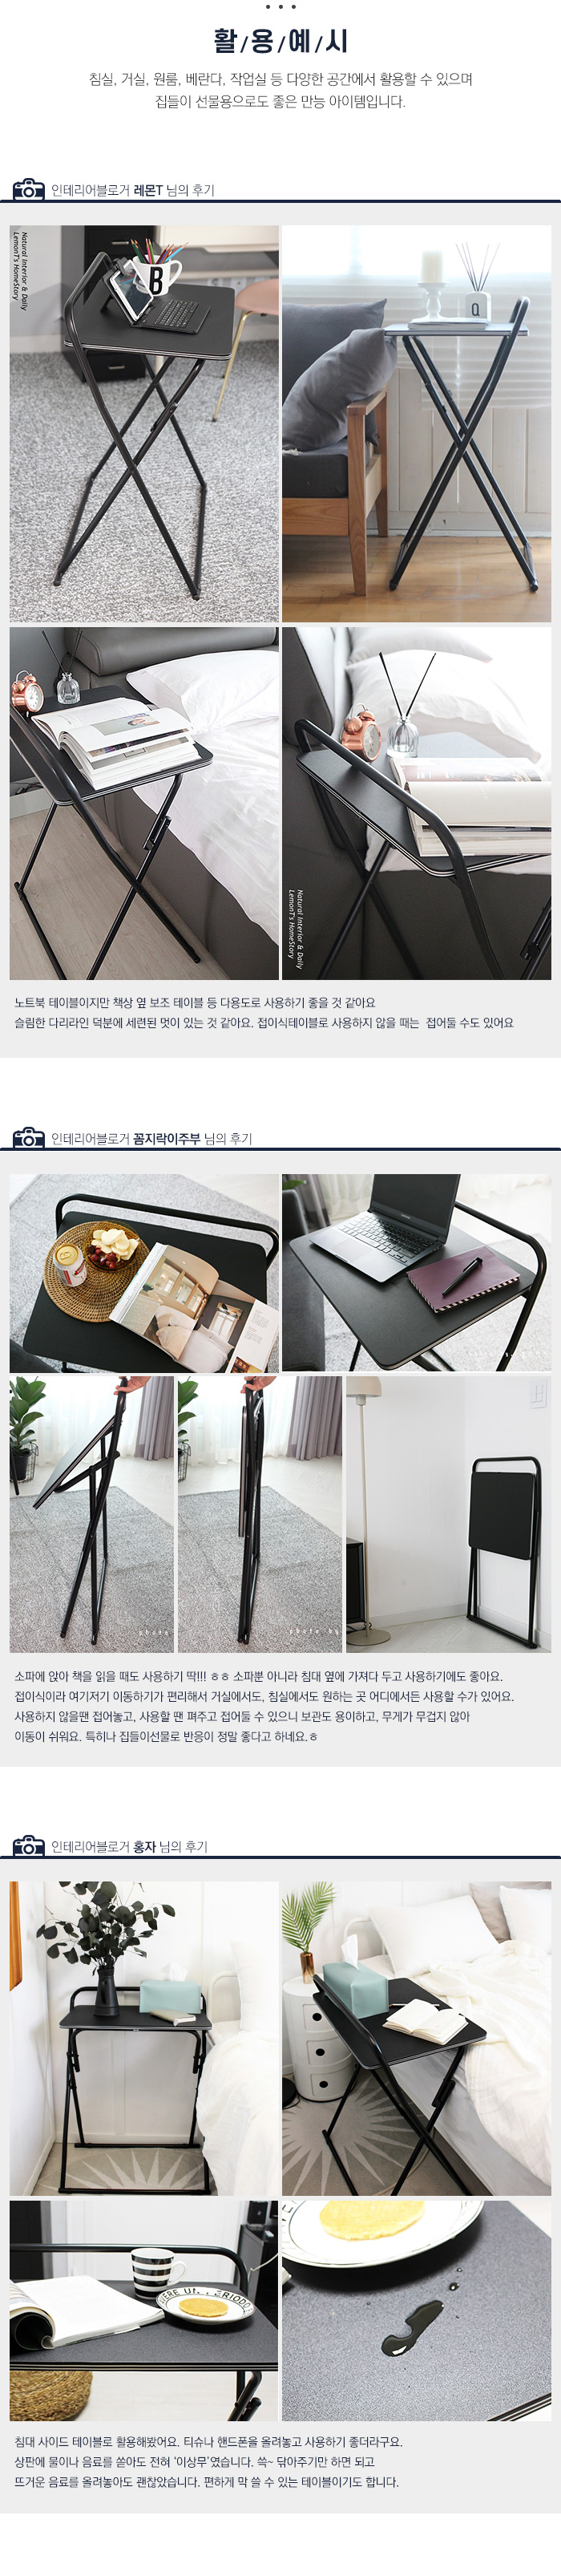 활/용/예/시
침실, 거실, 원룸, 베란다, 작업실 등 다양한 공간에서 활용할 수 있으며
집들이 선물용으로도 좋은 만능 아이템입니다.
인테리어블로거 레몬T 님의 후기
Natural Interior & Daily
LemonT's HomeStory
B
Q
Natural Interior & Daily
LemonT's HomeStory
노트북 테이블이지만 책상 옆 보조 테이블 등 다용도로 사용하기 좋을 것 같아요
슬림한 다리라인 덕분에 세련된 멋이 있는 것 같아요. 접이식테이블로 사용하지 않을 때는 접어둘 수도 있어요
인테리어블로거 꼼지락이주부 님의 후기
photo
photo by
소파에 앉아 책을 읽을 때도 사용하기 딱!!! ㅎㅎ 소파뿐 아니라 침대 옆에 가져다 두고 사용하기에도 좋아요.
접이식이라 여기저기 이동하기가 편리해서 거실에서도, 침실에서도 원하는 곳 어디에서든 사용할 수가 있어요.
사용하지 않을땐 접어놓고, 사용할 땐 펴주고 접어둘 수 있으니 보관도 용이하고, 무게가 무겁지 않아
이동이 쉬워요. 특히나 집들이선물로 반응이 정말 좋다고 하네요.ㅎ
인테리어블로거 홍자 님의 후기
침대 사이드 테이블로 활용해봤어요. 티슈나 핸드폰을 올려놓고 사용하기 좋더라구요.
상판에 물이나 음료를 쏟아도 전혀 '이상무'였습니다. 쓱~ 닦아주기만 하면 되고
뜨거운 음료를 올려놓아도 괜찮았습니다. 편하게 막 쓸 수 있는 테이블이기도 합니다.